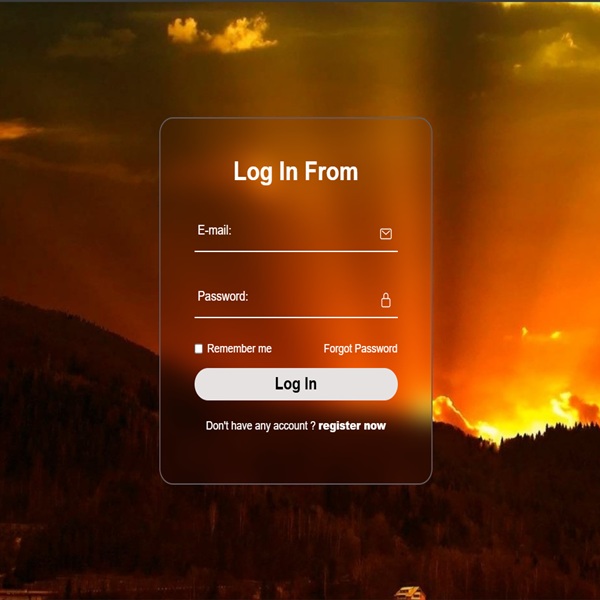 Log In From
E-mail:
Password:
Remember me Forgot Password
Log In
Don't have any account ? register now